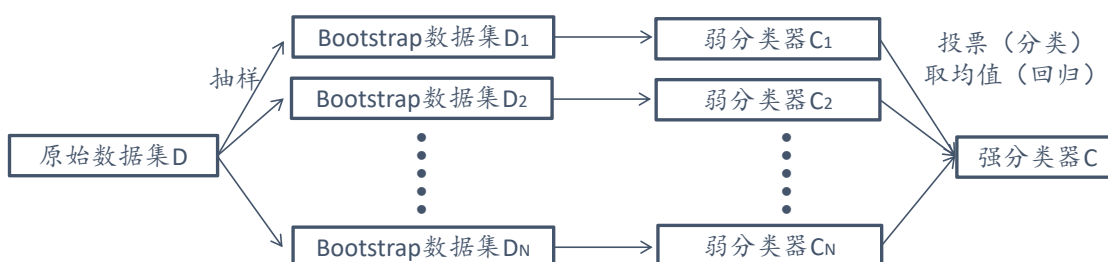 Bootstrap数据集D1
弱分类器C1
投票（分类）
取均值（回归）
抽样
Bootstrap数据集D2
弱分类器C2
原始数据集D
强分类器C
Bootstrap数据集DN
弱分类器CN